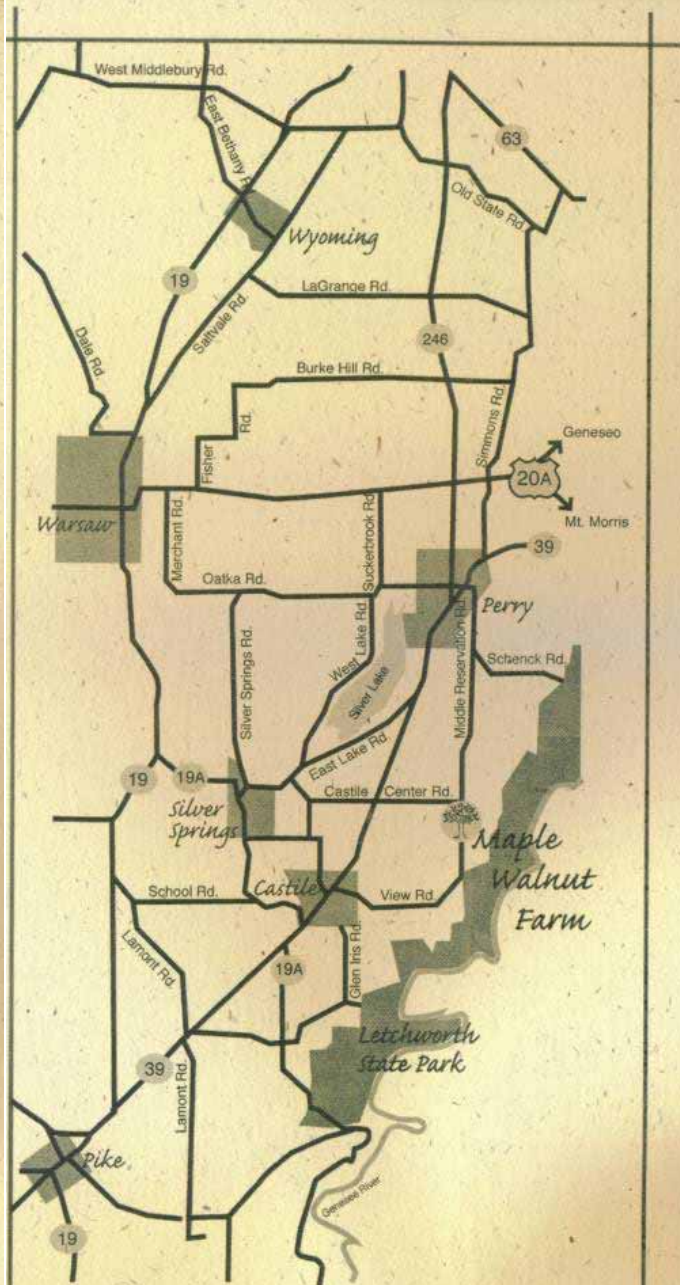 West Middlebury Rd.
63
East Bethany R
Old State Rd.
Wyoming
19
LaGrange Rd.
Saltvale Rd.
Dale Rd.
246
Burke Hill Rd.
Fisher
Rd.
Simmons Rd.
Geneseo
20A
Mt. Morris
Warsaw
Merchant Rd.
Suckerbrook Rd
39
Oatka Rd.
Perry
Silver Springs Rd.
West Lake Rd.
Silver Lake
Middle Reservation Rd.
Schenck Rd.
East Lake Rd.
19
19A
Castile Center Rd.
Silver
Springs
Maple
Walnut
Farm
School Rd.
Castile
View Rd.
Lamont Rd.
19A
Glen Iris Rd.
Letchworth
State Park
39
Lamont Rd.
Pike
Genesee River
19